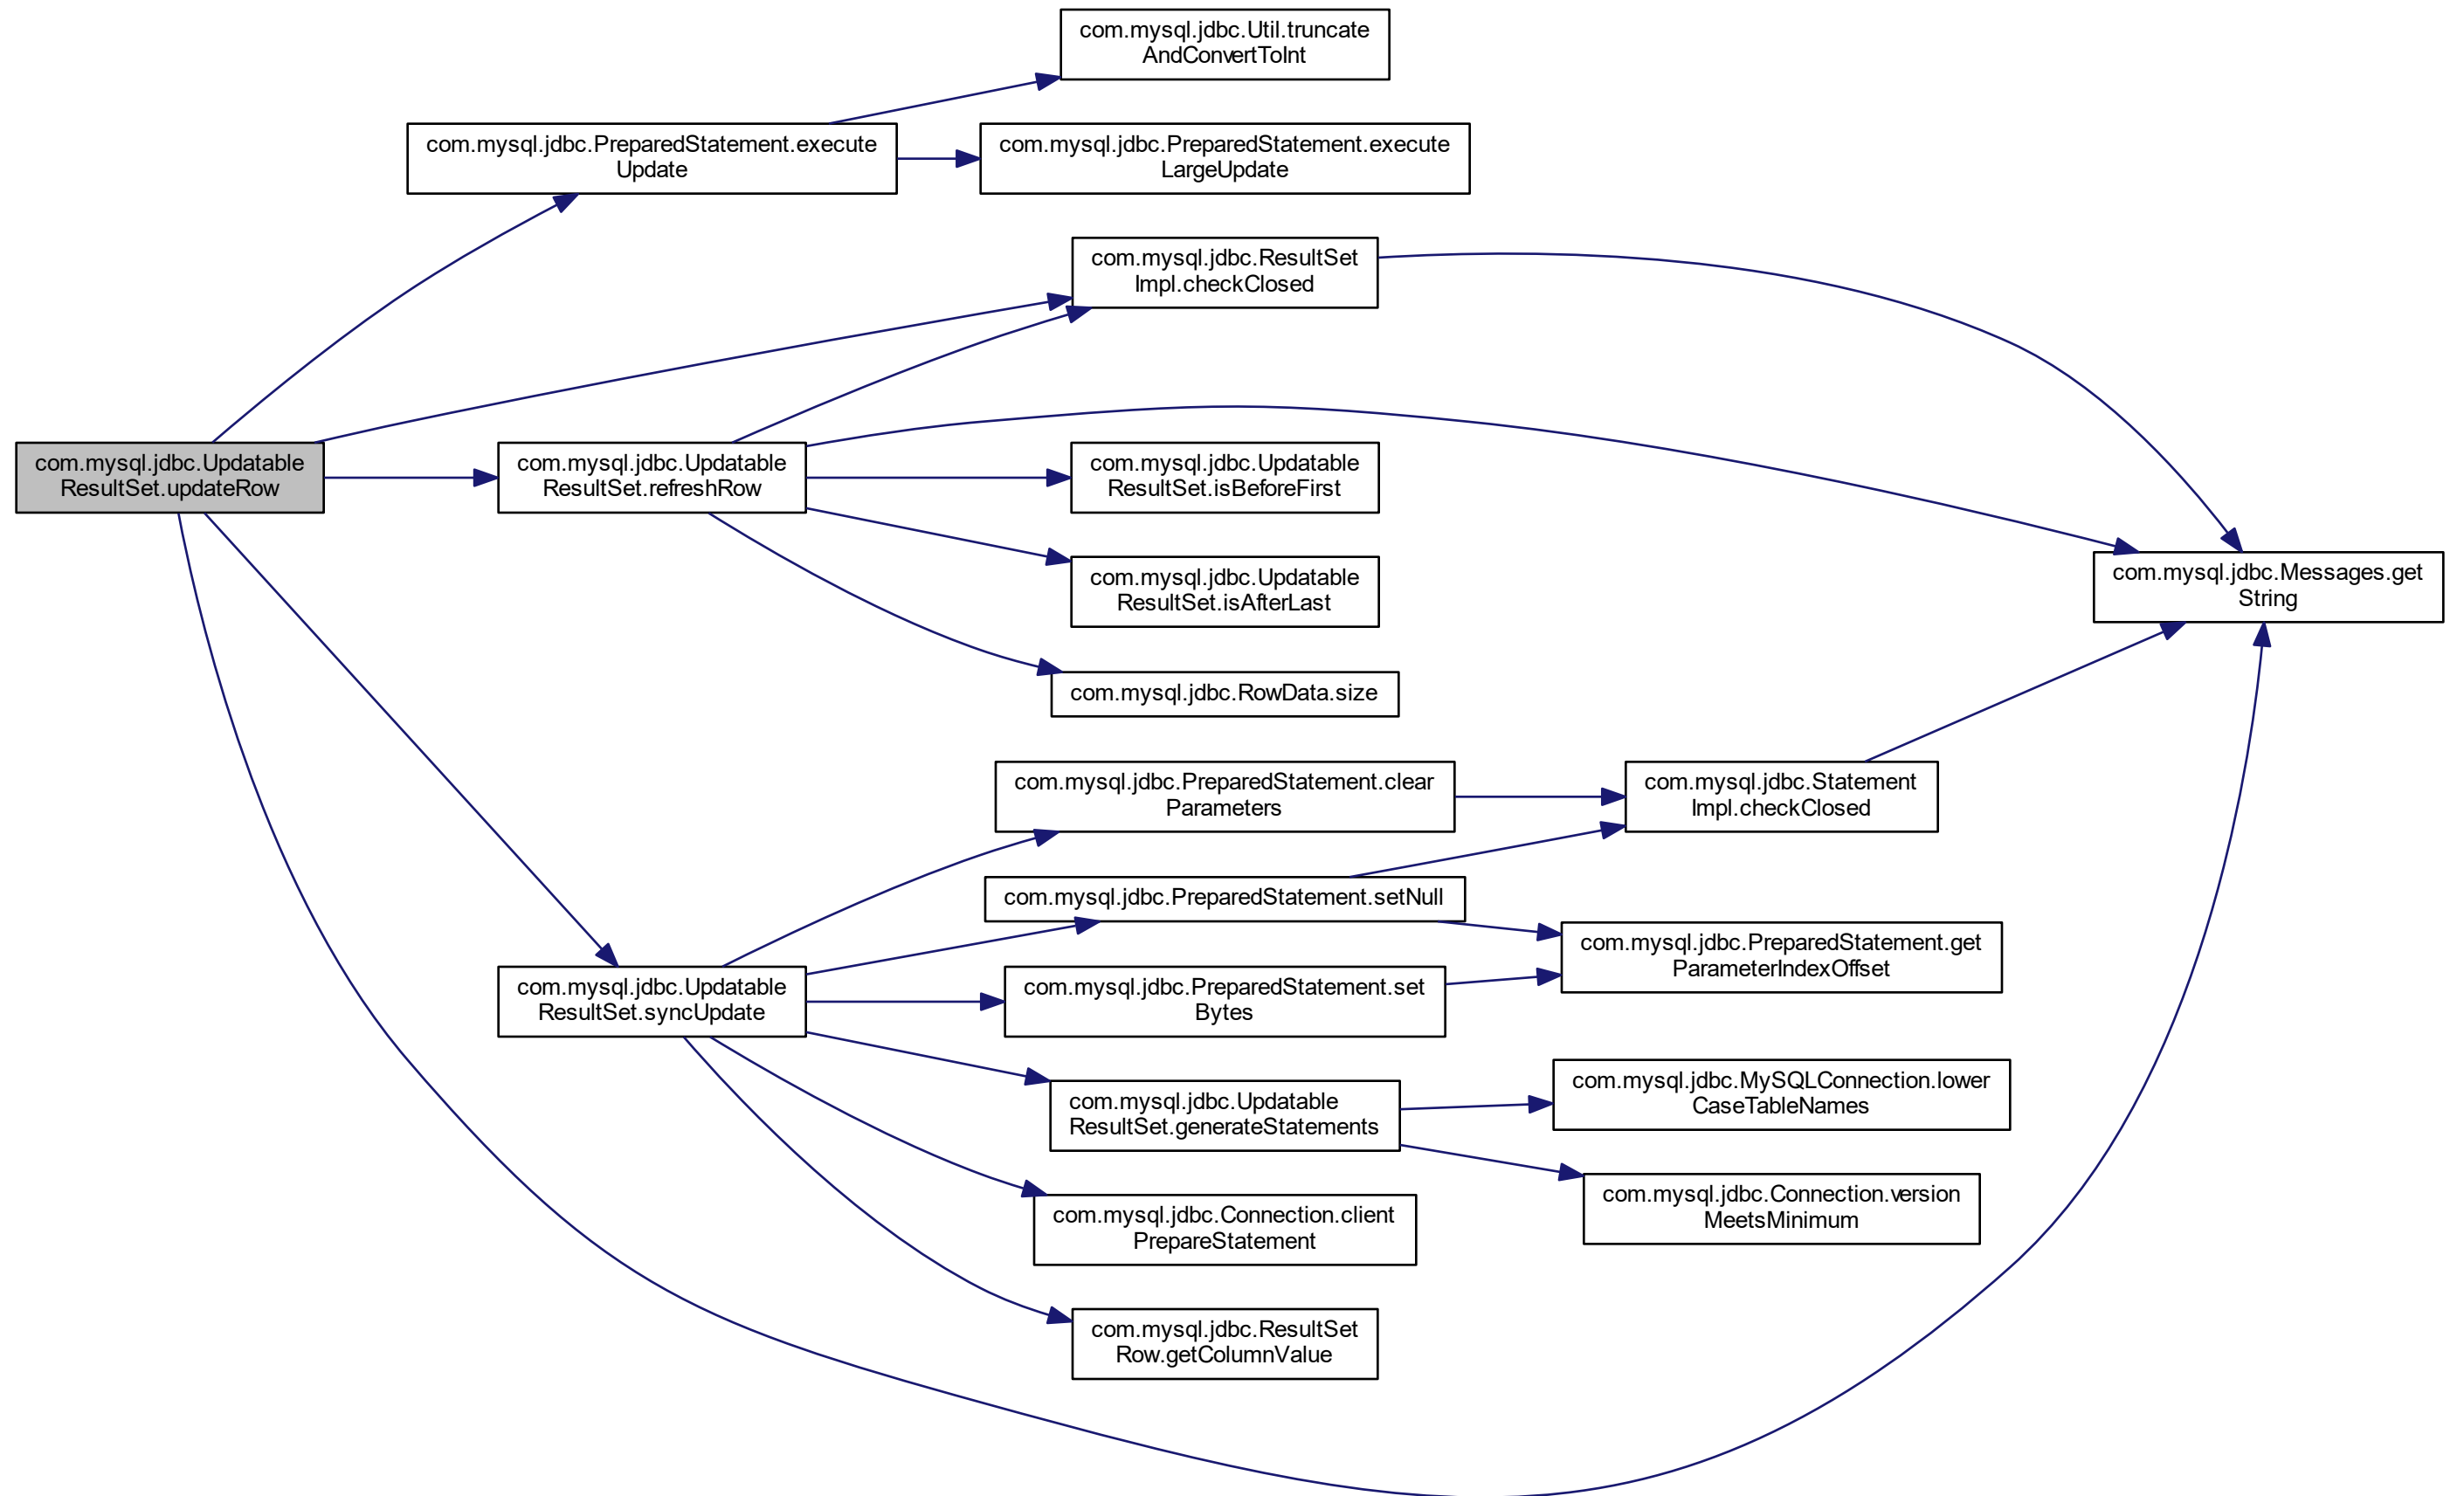 com.mysql.jdbc.Util.truncate
AndConvertToInt
com.mysql.jdbc.PreparedStatement.execute
Update
com.mysql.jdbc.PreparedStatement.execute
LargeUpdate
com.mysql.jdbc.ResultSet
Impl.checkClosed
com.mysql.jdbc.Updatable
ResultSet.updateRow
com.mysql.jdbc.Updatable
ResultSet.refreshRow
com.mysql.jdbc.Updatable
ResultSet.isBeforeFirst
com.mysql.jdbc.Updatable
ResultSet.isAfterLast
com.mysql.jdbc.Messages.get
String
com.mysql.jdbc.RowData.size
com.mysql.jdbc.PreparedStatement.clear
Parameters
com.mysql.jdbc.Statement
Impl.checkClosed
com.mysql.jdbc.PreparedStatement.setNull
com.mysql.jdbc.PreparedStatement.get
ParameterIndexOffset
com.mysql.jdbc.Updatable
ResultSet.syncUpdate
com.mysql.jdbc.PreparedStatement.set
Bytes
com.mysql.jdbc.Updatable
ResultSet.generateStatements
com.mysql.jdbc.MySQLConnection.lower
CaseTableNames
com.mysql.jdbc.Connection.version
MeetsMinimum
com.mysql.jdbc.Connection.client
PrepareStatement
com.mysql.jdbc.ResultSet
Row.getColumnValue